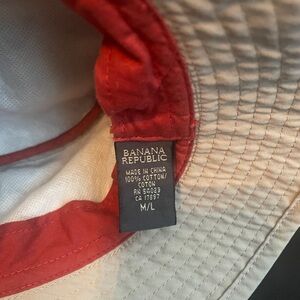 BANANA
REPUBLIC
MADE IN CHINA
100% COTTON/
COTON
RN 54023
CA 17897
M/L